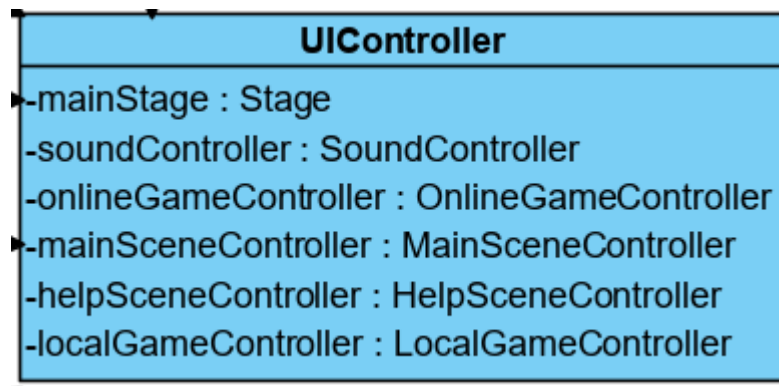 UIController
-mainStage : Stage
-soundController : SoundController
-onlineGameController : OnlineGameController
-mainSceneController : MainSceneController
-helpSceneController : HelpSceneController
-localGameController : LocalGameController